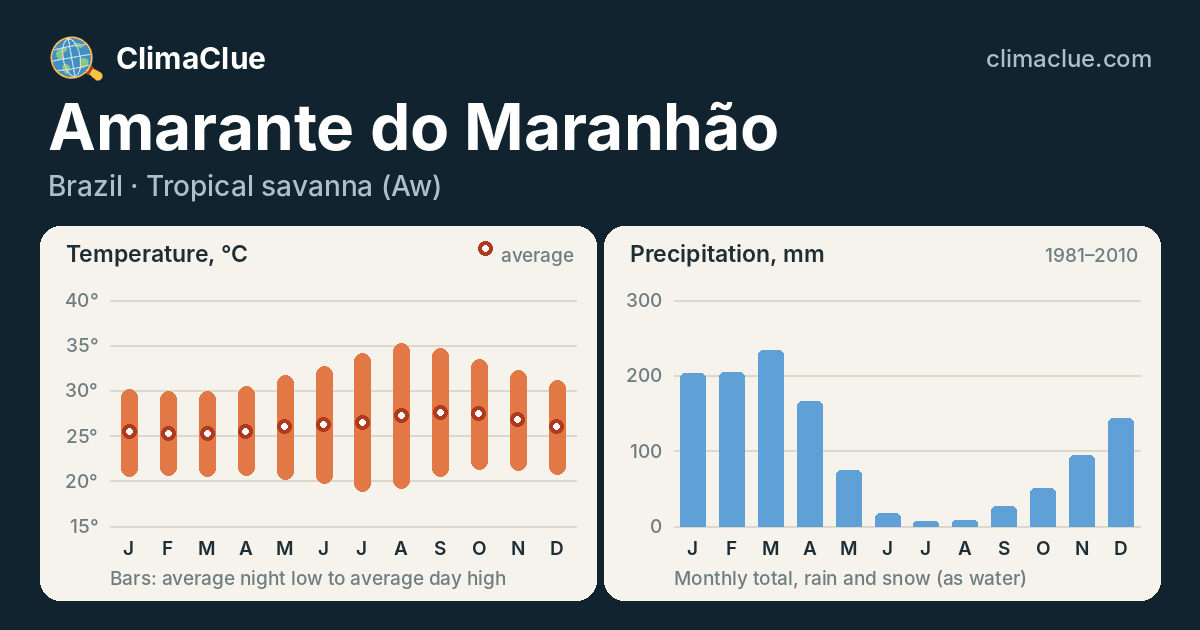 ClimaClue
climaclue.com
Amarante do Maranhão
Brazil · Tropical savanna (Aw)
Temperature, °C
average
40°
35°
30°
25°
20°
15°
J F M A M J J A S O N D
Bars: average night low to average day high
Precipitation, mm
1981–2010
300
200
100
0
J F M A M J J A S O N D
Monthly total, rain and snow (as water)